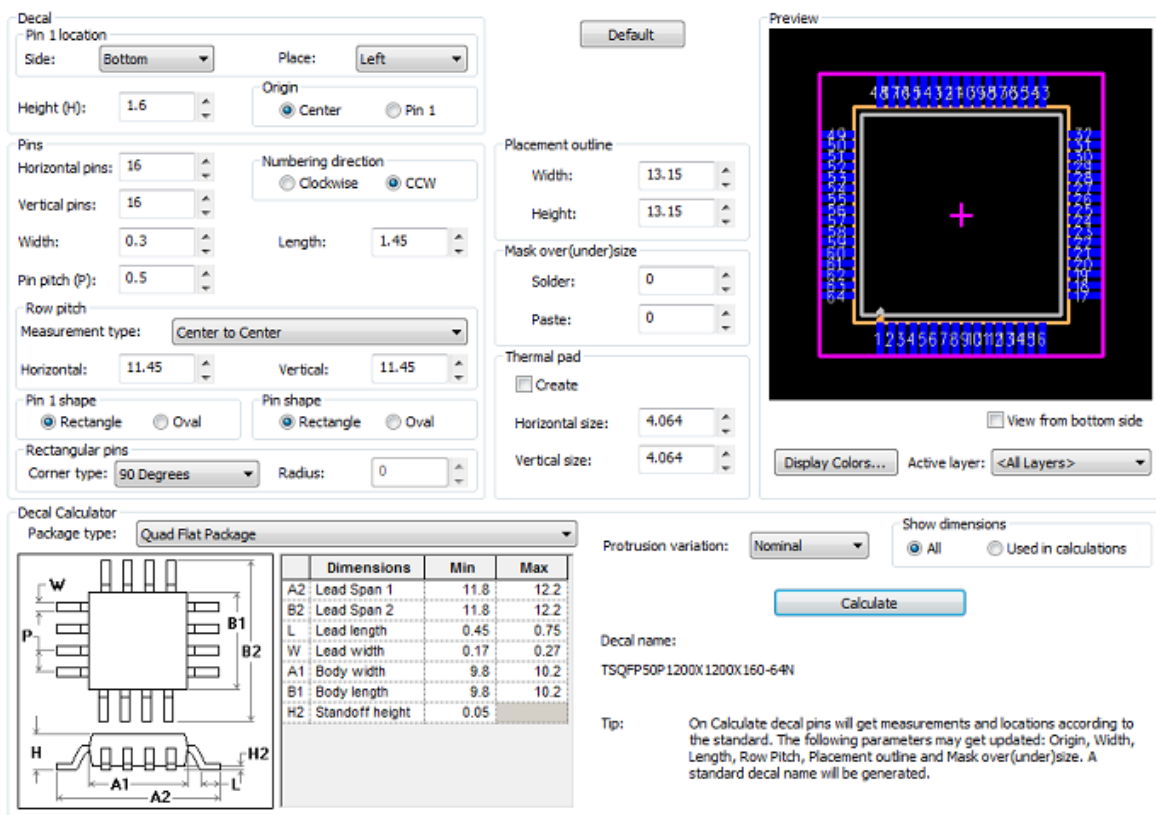 Decal
Pin 1 location
Side: Bottom Place: Left
Height (H): 1.6
Origin
Center Pin 1
Default
Pins
Horizontal pins: 16
Vertical pins: 16
Width: 0.3
Length: 1.45
Pin pitch (P): 0.5
Numbering direction
Clockwise CCW
Row pitch
Measurement type: Center to Center
Horizontal: 11.45 Vertical: 11.45
Pin 1 shape
Rectangle Oval
Pin shape
Rectangle Oval
Rectangular pins
Corner type: 90 Degrees Radius: 0
Placement outline
Width: 13.15
Height: 13.15
Mask over(under)size
Solder: 0
Paste: 0
Thermal pad
Create
Horizontal size: 4.064
Vertical size: 4.064
Preview
View from bottom side
Display Colors... Active layer: <All Layers>
Decal Calculator
Package type: Quad Flat Package
W
P
B1
B2
H
H2
A1
L
A2
Dimensions Min Max
A2 Lead Span 1 11.8 12.2
B2 Lead Span 2 11.8 12.2
L Lead length 0.45 0.75
W Lead width 0.17 0.27
A1 Body width 9.8 10.2
B1 Body length 9.8 10.2
H2 Standoff height 0.05
Protrusion variation: Nominal
Show dimensions
All Used in calculations
Calculate
Decal name:
TSQFP50P1200X1200X160-64N
Tip: On Calculate decal pins will get measurements and locations according to
the standard. The following parameters may get updated: Origin, Width,
Length, Row Pitch, Placement outline and Mask over(under)size. A
standard decal name will be generated.